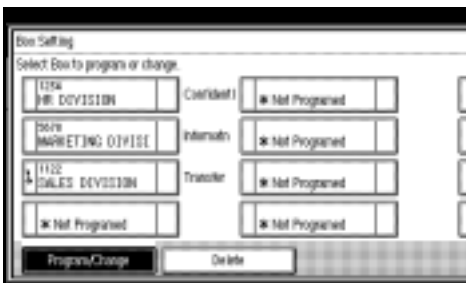 Box Setting
Select Box to program or change.
1234
HR DIVISION
Confident'l
* Not Programed
5678
MARKETING DIVISI
Informatn
* Not Programed
1122
SALES DIVISION
Transfer
* Not Programed
* Not Programed
* Not Programed
Program/Change
Delete